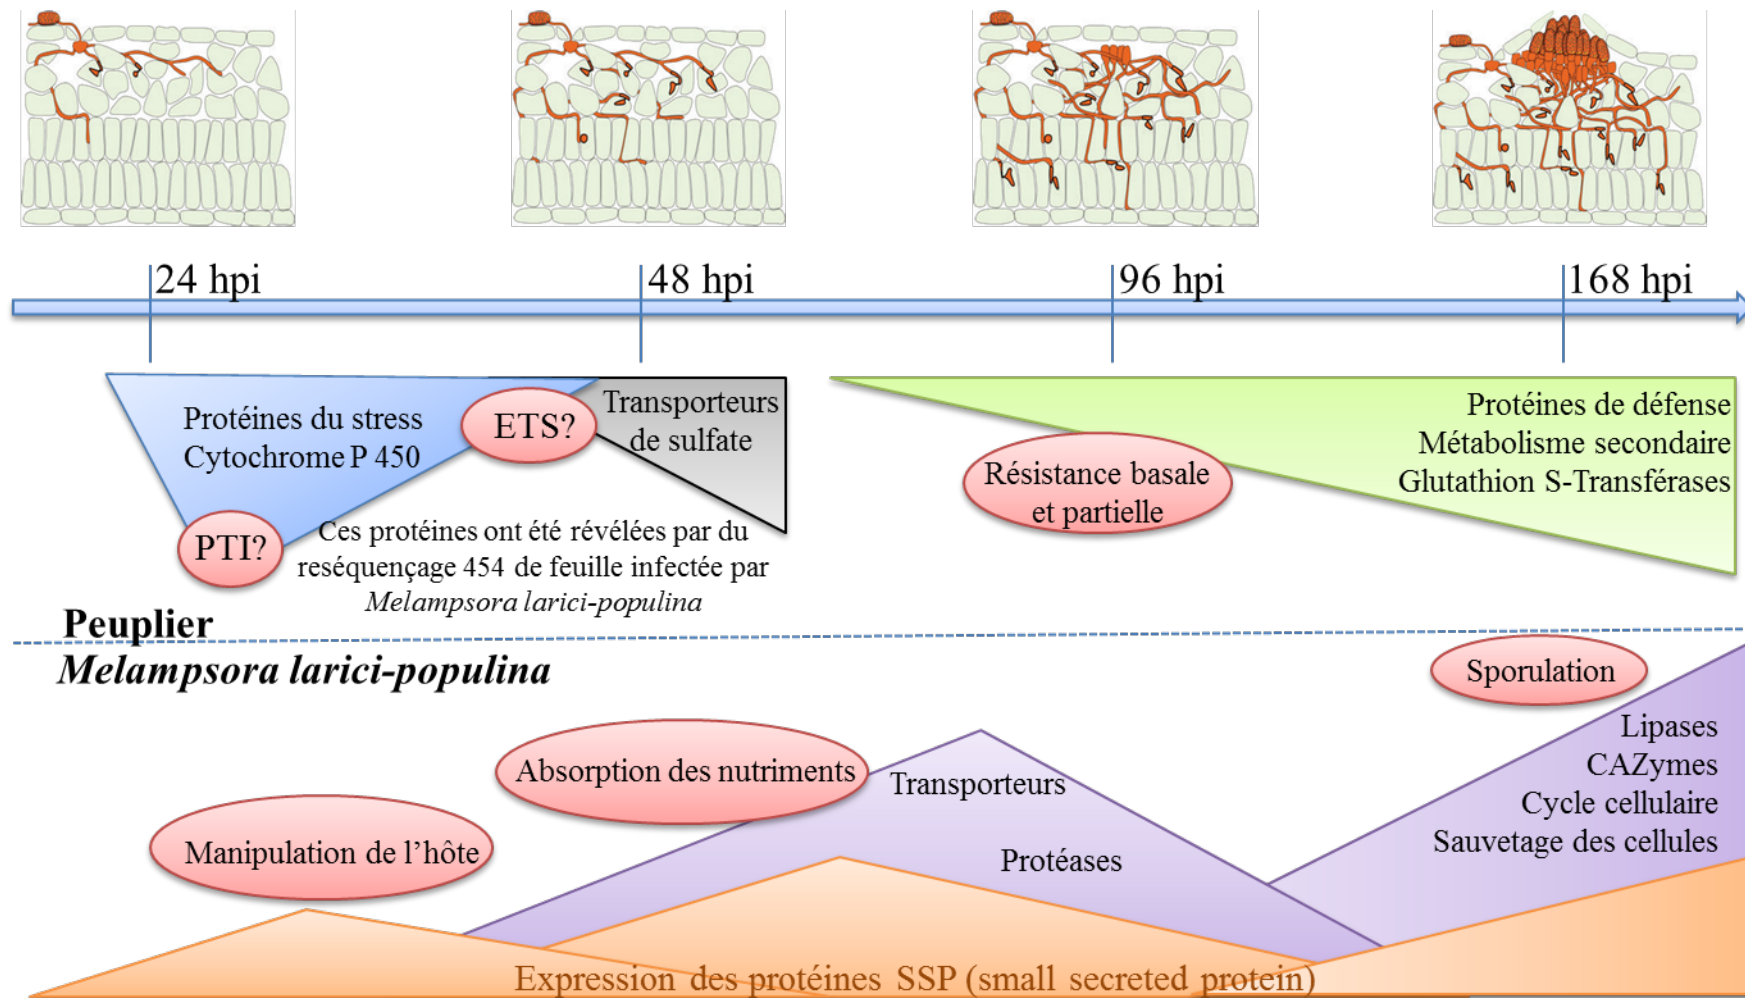 24 hpi
48 hpi
96 hpi
168 hpi
Protéines du stress
Cytochrome P 450
PTI?
ETS?
Transporteurs
de sulfate
Ces protéines ont été révélées par du
reséquençage 454 de feuille infectée par
Melampsora larici-populina
Résistance basale
et partielle
Protéines de défense
Métabolisme secondaire
Glutathion S-Transférases
Peuplier
Melampsora larici-populina
Manipulation de l’hôte
Absorption des nutriments
Transporteurs
Protéases
Sporulation
Lipases
CAZymes
Cycle cellulaire
Sauvetage des cellules
Expression des protéines SSP (small secreted protein)